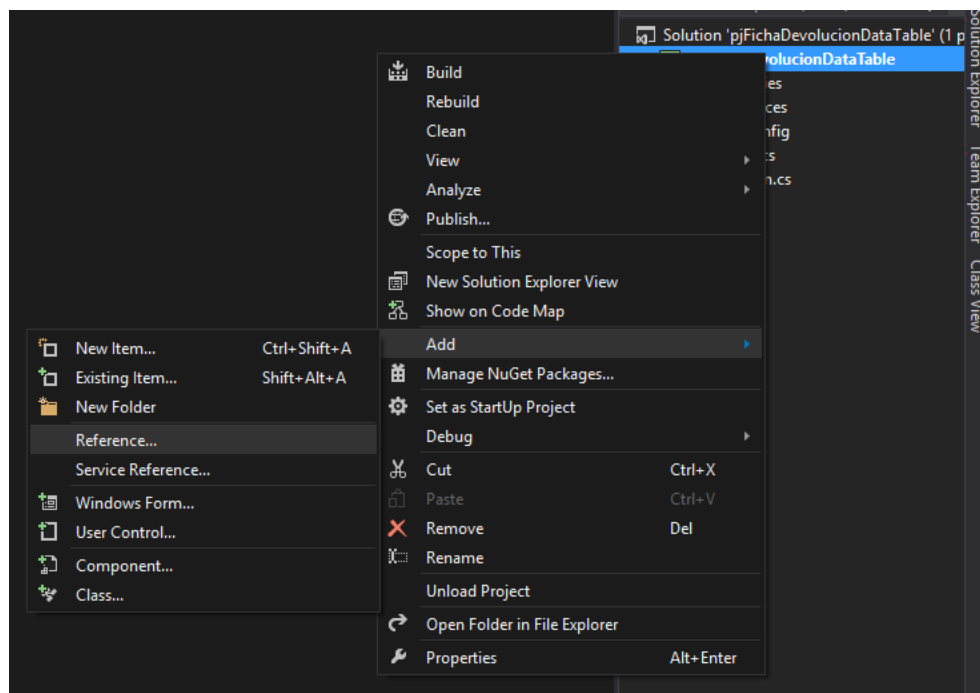 Solution 'pjFichaDevolucionDataTable' (1 p
volucionDataTable
ies
ces
nfig
cs
n.cs
Build
Rebuild
Clean
View
Analyze
Publish...
Scope to This
New Solution Explorer View
Show on Code Map
Add
Manage NuGet Packages...
Set as StartUp Project
Debug
Cut Ctrl+X
Paste Ctrl+V
Remove Del
Rename
Unload Project
Open Folder in File Explorer
Properties Alt+Enter
New Item... Ctrl+Shift+A
Existing Item... Shift+Alt+A
New Folder
Reference...
Service Reference...
Windows Form...
User Control...
Component...
Class...
Solution Explorer
Team Explorer
Class View